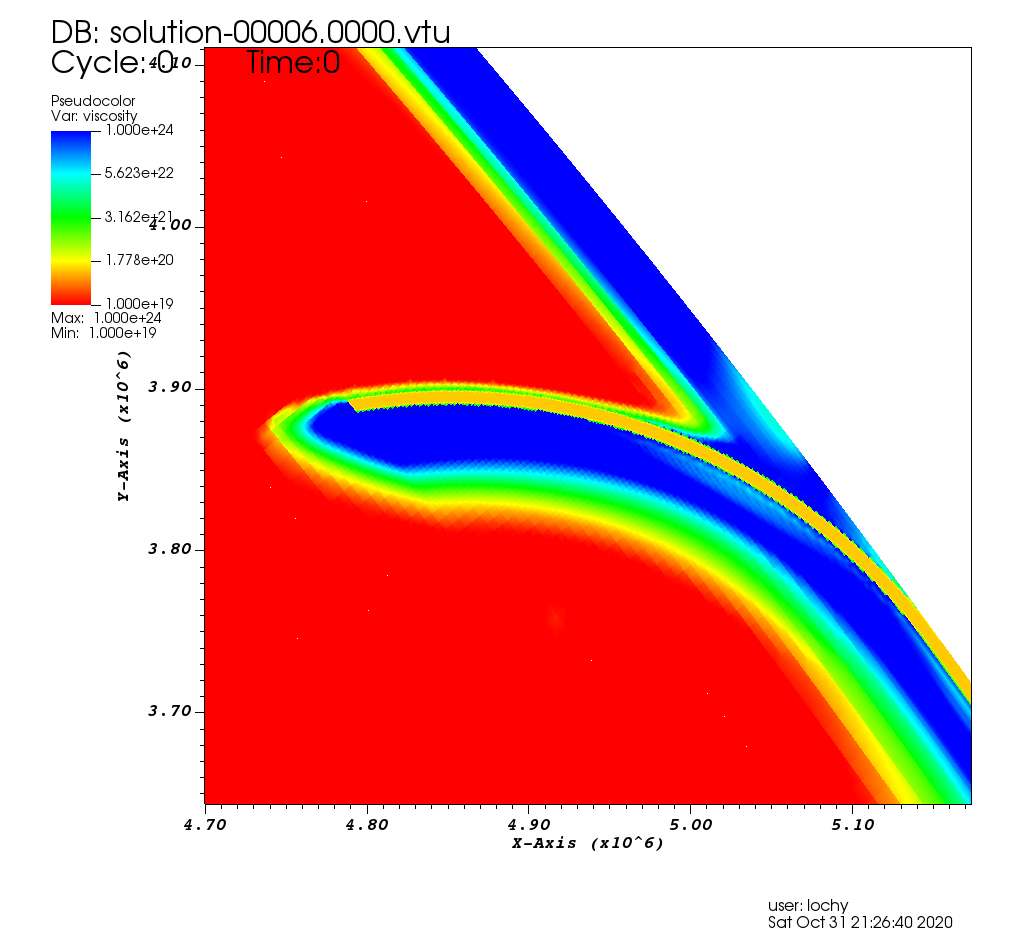 DB: solution-00006.0000.vtu
Cycle: 0 Time:0
Pseudocolor
Var: viscosity
1.000e+24
5.623e+22
3.162e+21
1.778e+20
1.000e+19
Max: 1.000e+24
Min: 1.000e+19
4.10
4.00
3.90
3.80
3.70
Y-Axis (x10^6)
4.70 4.80 4.90 5.00 5.10
X-Axis (x10^6)
user: lochy
Sat Oct 31 21:26:40 2020